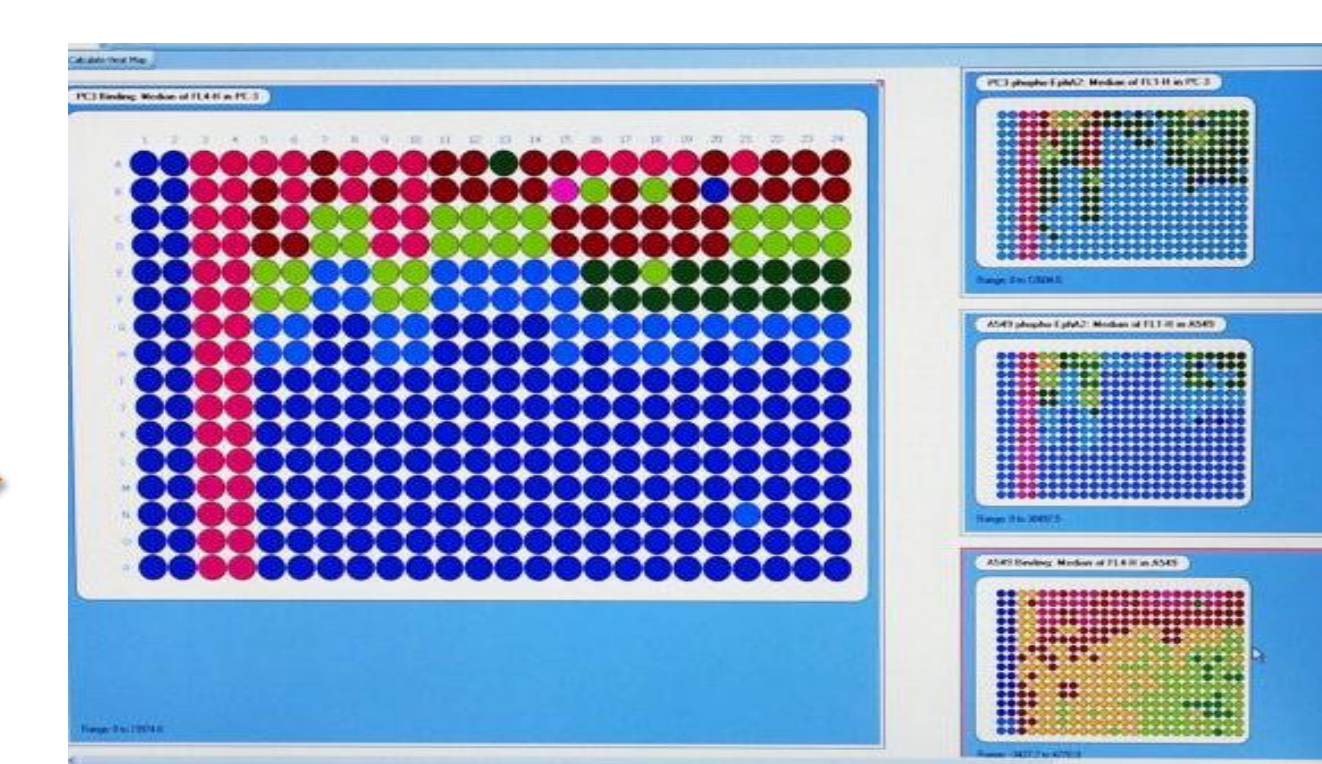 Calculate Heat Map
PC3 Binding: Median of FL4-H in PC-3
1 2 3 4 5 6 7 8 9 10 11 12 13 14 15 16 17 18 19 20 21 22 23 24
A
B
C
D
E
F
G
H
I
J
K
L
M
N
O
P
PC3 phospho-EphA2: Median of FL1-H in PC-3
A549 phospho-EphA2: Median of FL1-H in A549
A549 Binding: Median of FL4-H in A549